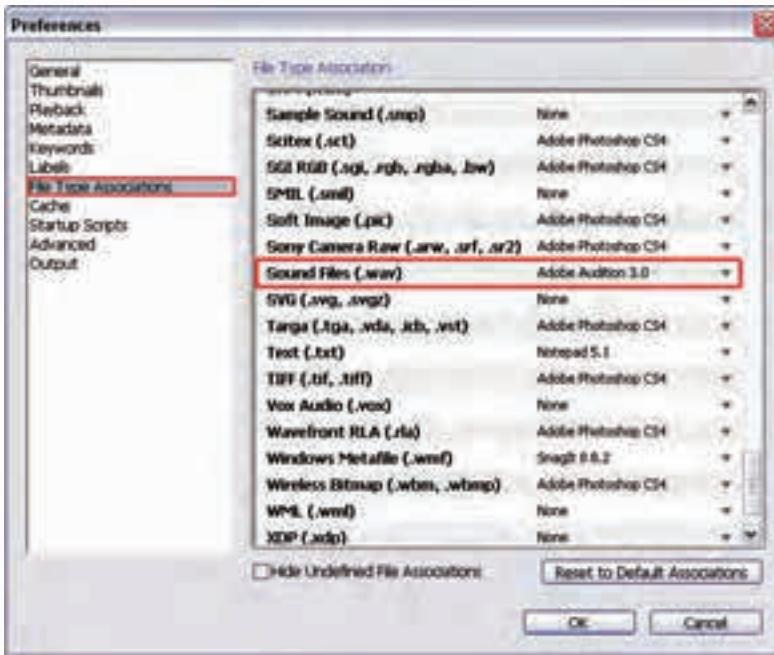 Preferences
General
Thumbnails
Playback
Metadata
Keywords
Labels
File Type Associations
Cache
Startup Scripts
Advanced
Output
File Type Association
Sample Sound (.smp) None
Scitex (.sct) Adobe Photoshop CS4
SGI RGB (.sgi, .rgb, .rgba, .bw) Adobe Photoshop CS4
SMIL (.smil) None
Soft Image (.pic) Adobe Photoshop CS4
Sony Camera Raw (.arw, .srf, .sr2) Adobe Photoshop CS4
Sound Files (.wav) Adobe Audition 3.0
SVG (.svg, .svgz) None
Targa (.tga, .vda, .icb, .vst) Adobe Photoshop CS4
Text (.txt) Notepad 5.1
TIFF (.tif, .tiff) Adobe Photoshop CS4
Vox Audio (.vox) None
Wavefront RLA (.rla) Adobe Photoshop CS4
Windows Metafile (.wmf) SnagIt 8.0.2
Wireless Bitmap (.wbm, .wbmp) Adobe Photoshop CS4
WML (.wml) None
XDP (.xdp) None
Hide Undefined File Associations
Reset to Default Associations
OK
Cancel